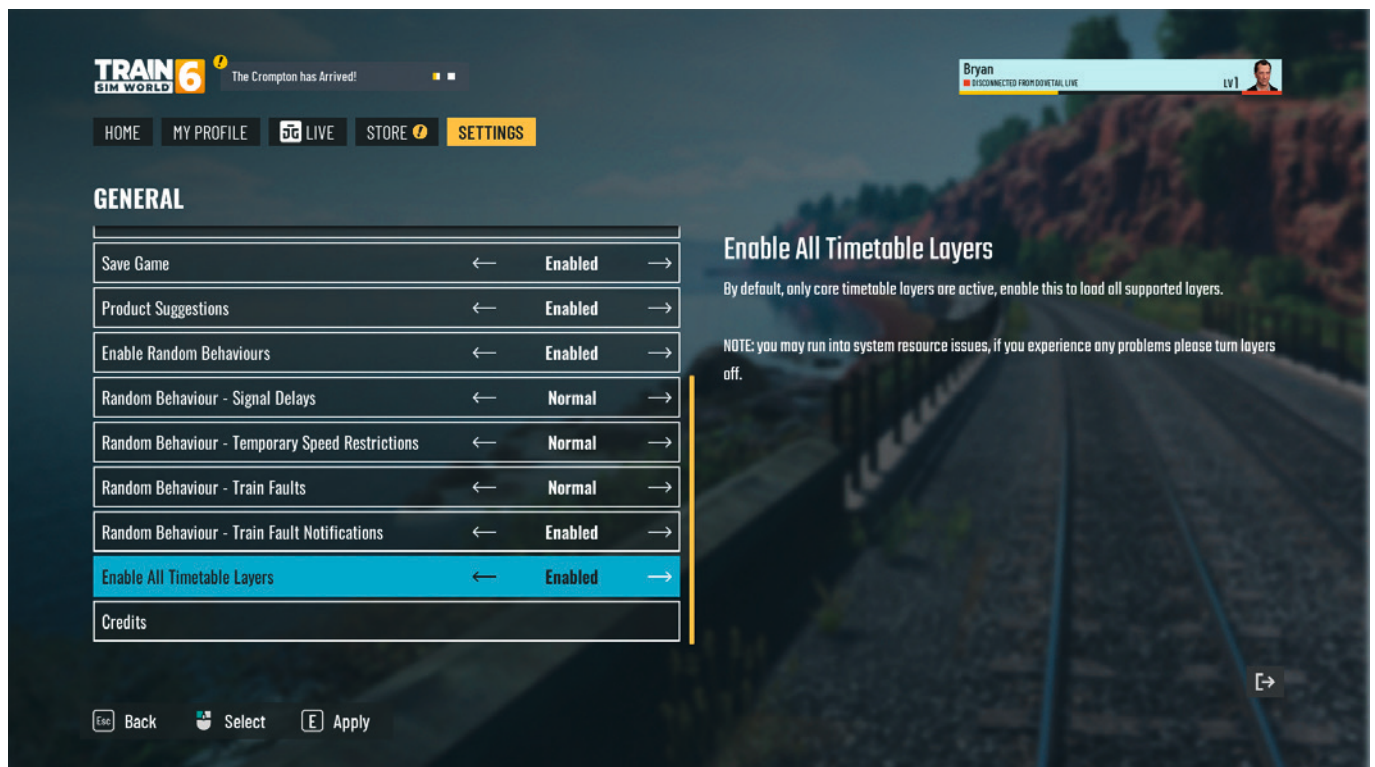 TRAIN 6
SIM WORLD
The Crompton has Arrived!
Bryan
DISCONNECTED FROM DOVETAIL LIVE
LV1
HOME
MY PROFILE
LIVE
STORE
SETTINGS
GENERAL
Save Game Enabled
Product Suggestions Enabled
Enable Random Behaviours Enabled
Random Behaviour - Signal Delays Normal
Random Behaviour - Temporary Speed Restrictions Normal
Random Behaviour - Train Faults Normal
Random Behaviour - Train Fault Notifications Enabled
Enable All Timetable Layers Enabled
Credits
Enable All Timetable Layers
By default, only core timetable layers are active, enable this to load all supported layers.
NOTE: you may run into system resource issues, if you experience any problems please turn layers
off.
Esc Back
Select
E Apply